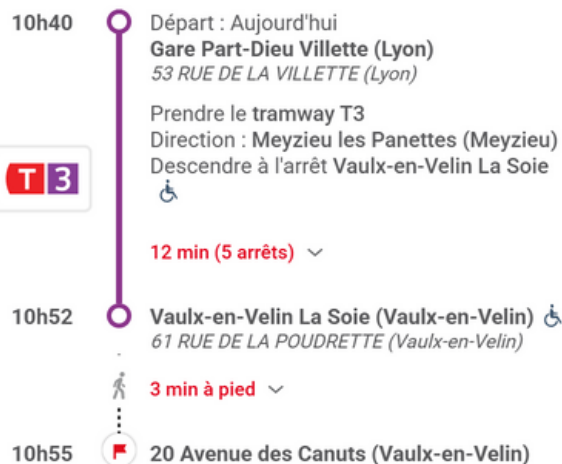 10h40
Départ : Aujourd'hui
Gare Part-Dieu Villette (Lyon)
53 RUE DE LA VILLETTE (Lyon)
Prendre le tramway T3
Direction : Meyzieu les Panettes (Meyzieu)
T 3
Descendre à l'arrêt Vaulx-en-Velin La Soie
12 min (5 arrêts)
10h52
Vaulx-en-Velin La Soie (Vaulx-en-Velin)
61 RUE DE LA POUDRETTE (Vaulx-en-Velin)
3 min à pied
10h55
20 Avenue des Canuts (Vaulx-en-Velin)